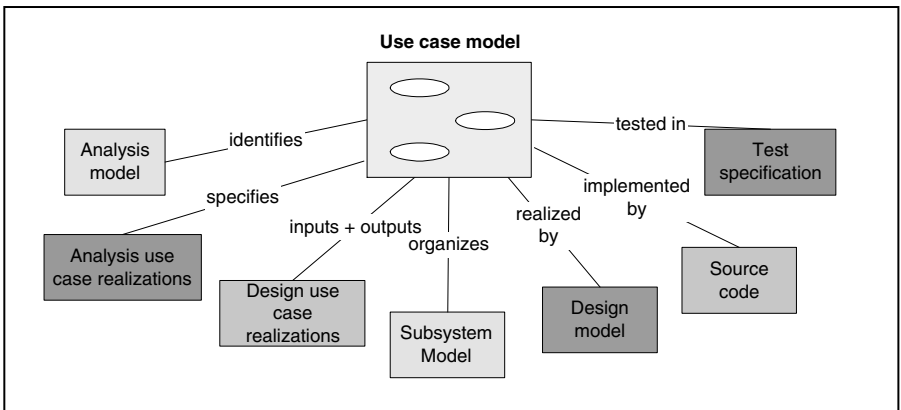 Use case model
identifies
tested in
Analysis
model
Test
specification
specifies
implemented
by
inputs + outputs
organizes
realized
by
Analysis use
case realizations
Source
code
Design use
case
realizations
Subsystem
Model
Design
model